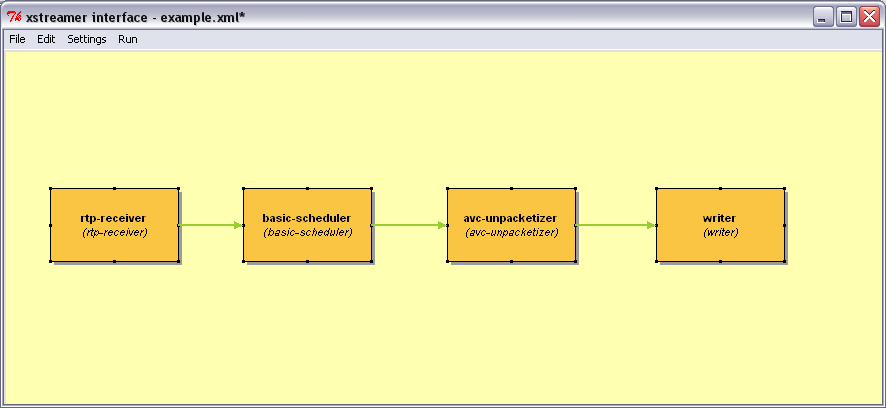 xstreamer interface - example.xml*
File Edit Settings Run
rtp-receiver basic-scheduler avc-unpacketizer writer
(rtp-receiver) (basic-scheduler) (avc-unpacketizer) (writer)